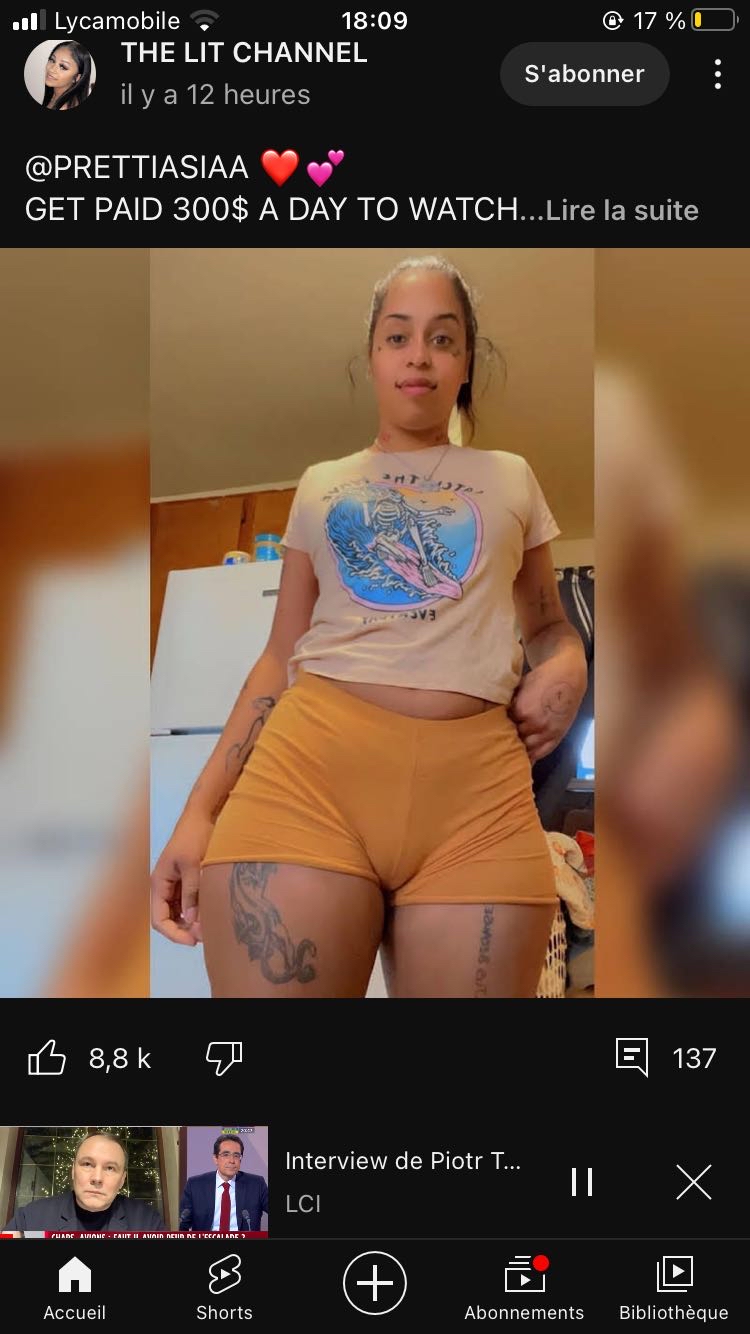 Lycamobile 18:09 17 %
THE LIT CHANNEL
il y a 12 heures
S'abonner
@PRETTIASIAA ❤️💕
GET PAID 300$ A DAY TO WATCH...Lire la suite
8,8 k
137
Interview de Piotr T...
LCI
Accueil
Shorts
Abonnements
Bibliothèque